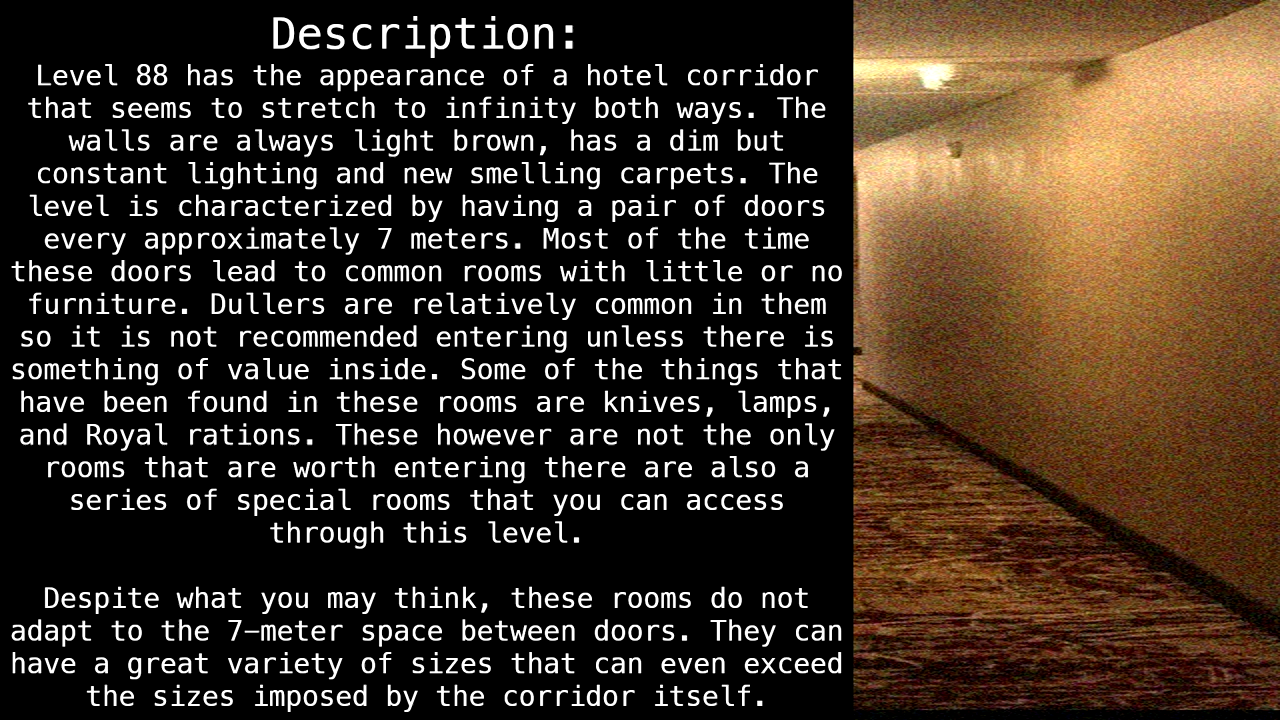 Description:
Level 88 has the appearance of a hotel corridor
that seems to stretch to infinity both ways. The
walls are always light brown, has a dim but
constant lighting and new smelling carpets. The
level is characterized by having a pair of doors
every approximately 7 meters. Most of the time
these doors lead to common rooms with little or no
furniture. Dullers are relatively common in them
so it is not recommended entering unless there is
something of value inside. Some of the things that
have been found in these rooms are knives, lamps,
and Royal rations. These however are not the only
rooms that are worth entering there are also a
series of special rooms that you can access
through this level.
Despite what you may think, these rooms do not
adapt to the 7–meter space between doors. They can
have a great variety of sizes that can even exceed
the sizes imposed by the corridor itself.